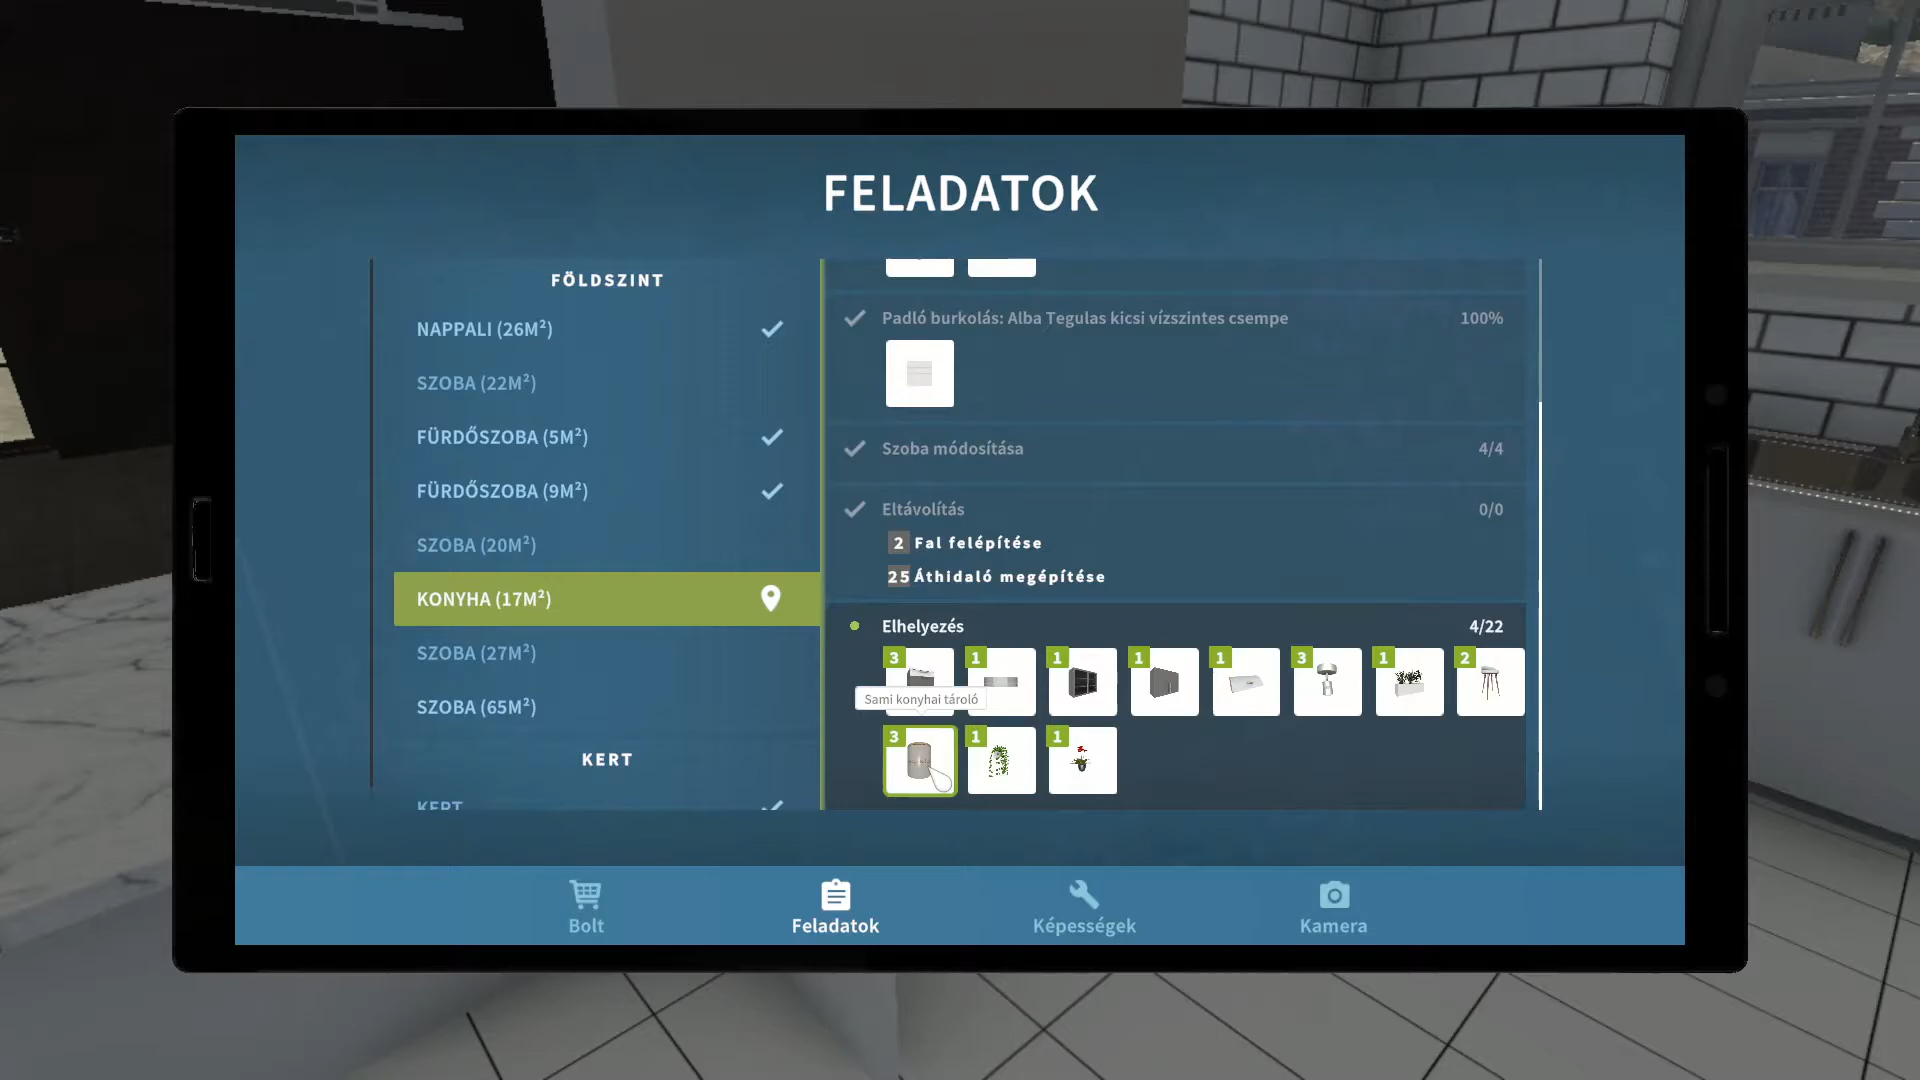 FELADATOK
FÖLDSZINT
NAPPALI (26M²)
SZOBA (22M²)
FÜRDŐSZOBA (5M²)
FÜRDŐSZOBA (9M²)
SZOBA (20M²)
KONYHA (17M²)
SZOBA (27M²)
SZOBA (65M²)
KERT
KERT
Padló burkolás: Alba Tegulas kicsi vízszintes csempe 100%
Szoba módosítása 4/4
Eltávolítás 0/0
2 Fal felépítése
25 Áthidaló megépítése
Elhelyezés 4/22
3 1 1 1 1 3 1 2
Sami konyhai tároló
3 1 1
Bolt Feladatok Képességek Kamera